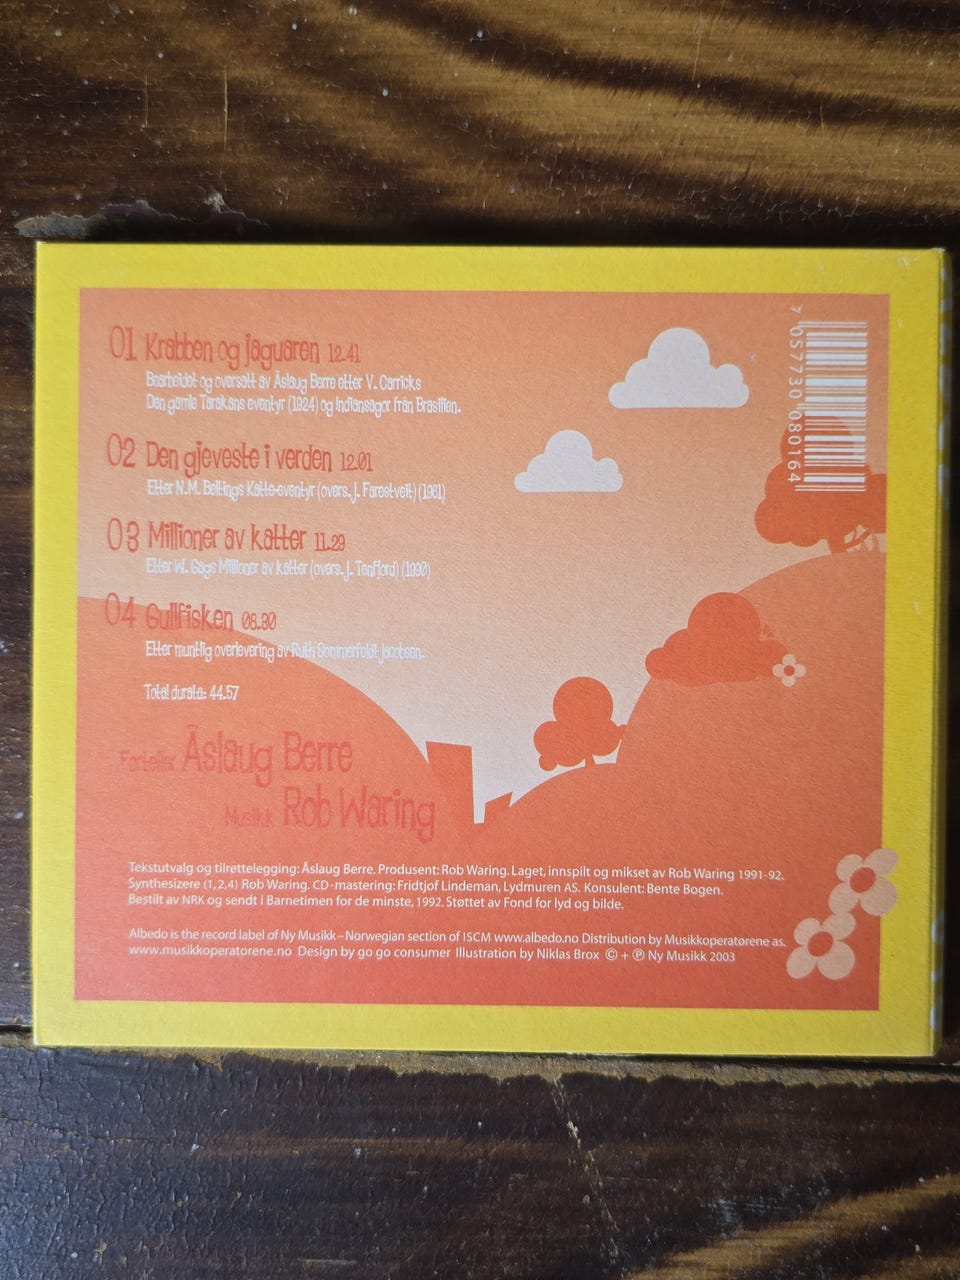 01 Krabben og jaguaren 12.41
Bearbeidet og oversatt av Åslaug Berre etter V. Carricks
Den gamle Tarakans eventyr (1924) og Indiansagor från Brasilien.
02 Den gjeveste i verden 12.01
Etter N.M. Beltings Katte-eventyr (overs. J. Farestveit) (1961)
03 Millioner av katter 11.29
Etter W. Gágs Millioner av katter (overs. J. Tenfjord) (1990)
04 Gullfisken 08.30
Etter muntlig overlevering av Ruth Sommerfeldt Jacobsen.
Total durata: 44.57
Forteller Åslaug Berre
Musikk Rob Waring
Tekstutvalg og tilrettelegging: Åslaug Berre. Produsent: Rob Waring. Laget, innspilt og mikset av Rob Waring 1991-92.
Synthesizere (1,2,4) Rob Waring. CD-mastering: Fridtjof Lindeman, Lydmuren AS. Konsulent: Bente Bogen.
Bestilt av NRK og sendt i Barnetimen for de minste, 1992. Støttet av Fond for lyd og bilde.
Albedo is the record label of Ny Musikk – Norwegian section of ISCM www.albedo.no Distribution by Musikkoperatørene as.
www.musikkoperatorene.no Design by go go consumer Illustration by Niklas Brox © + ℗ Ny Musikk 2003
7 057730 080164